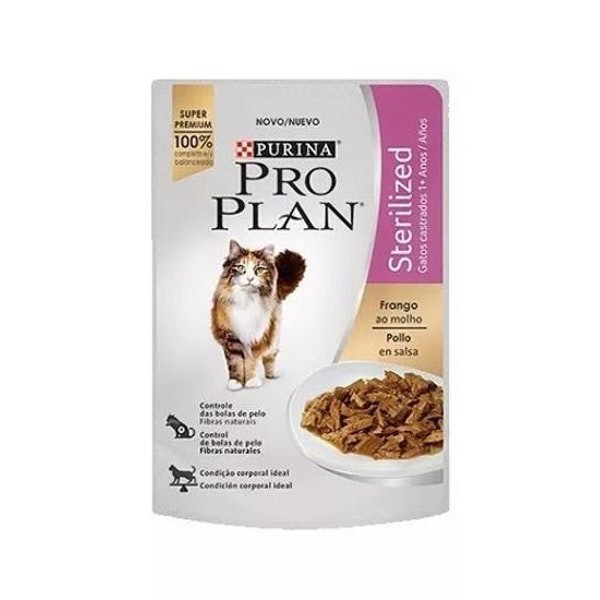 SUPER
PREMIUM
100%
completo e/y
balanceado
NOVO/NUEVO
PURINA
PRO
PLAN
Sterilized
Gatos castrados 1+ Anos / Años
Frango
ao molho
Pollo
en salsa
Controle
das bolas de pelo
Fibras naturais
Control
de bolas de pelo
Fibras naturales
Condição corporal ideal
Condición corporal ideal